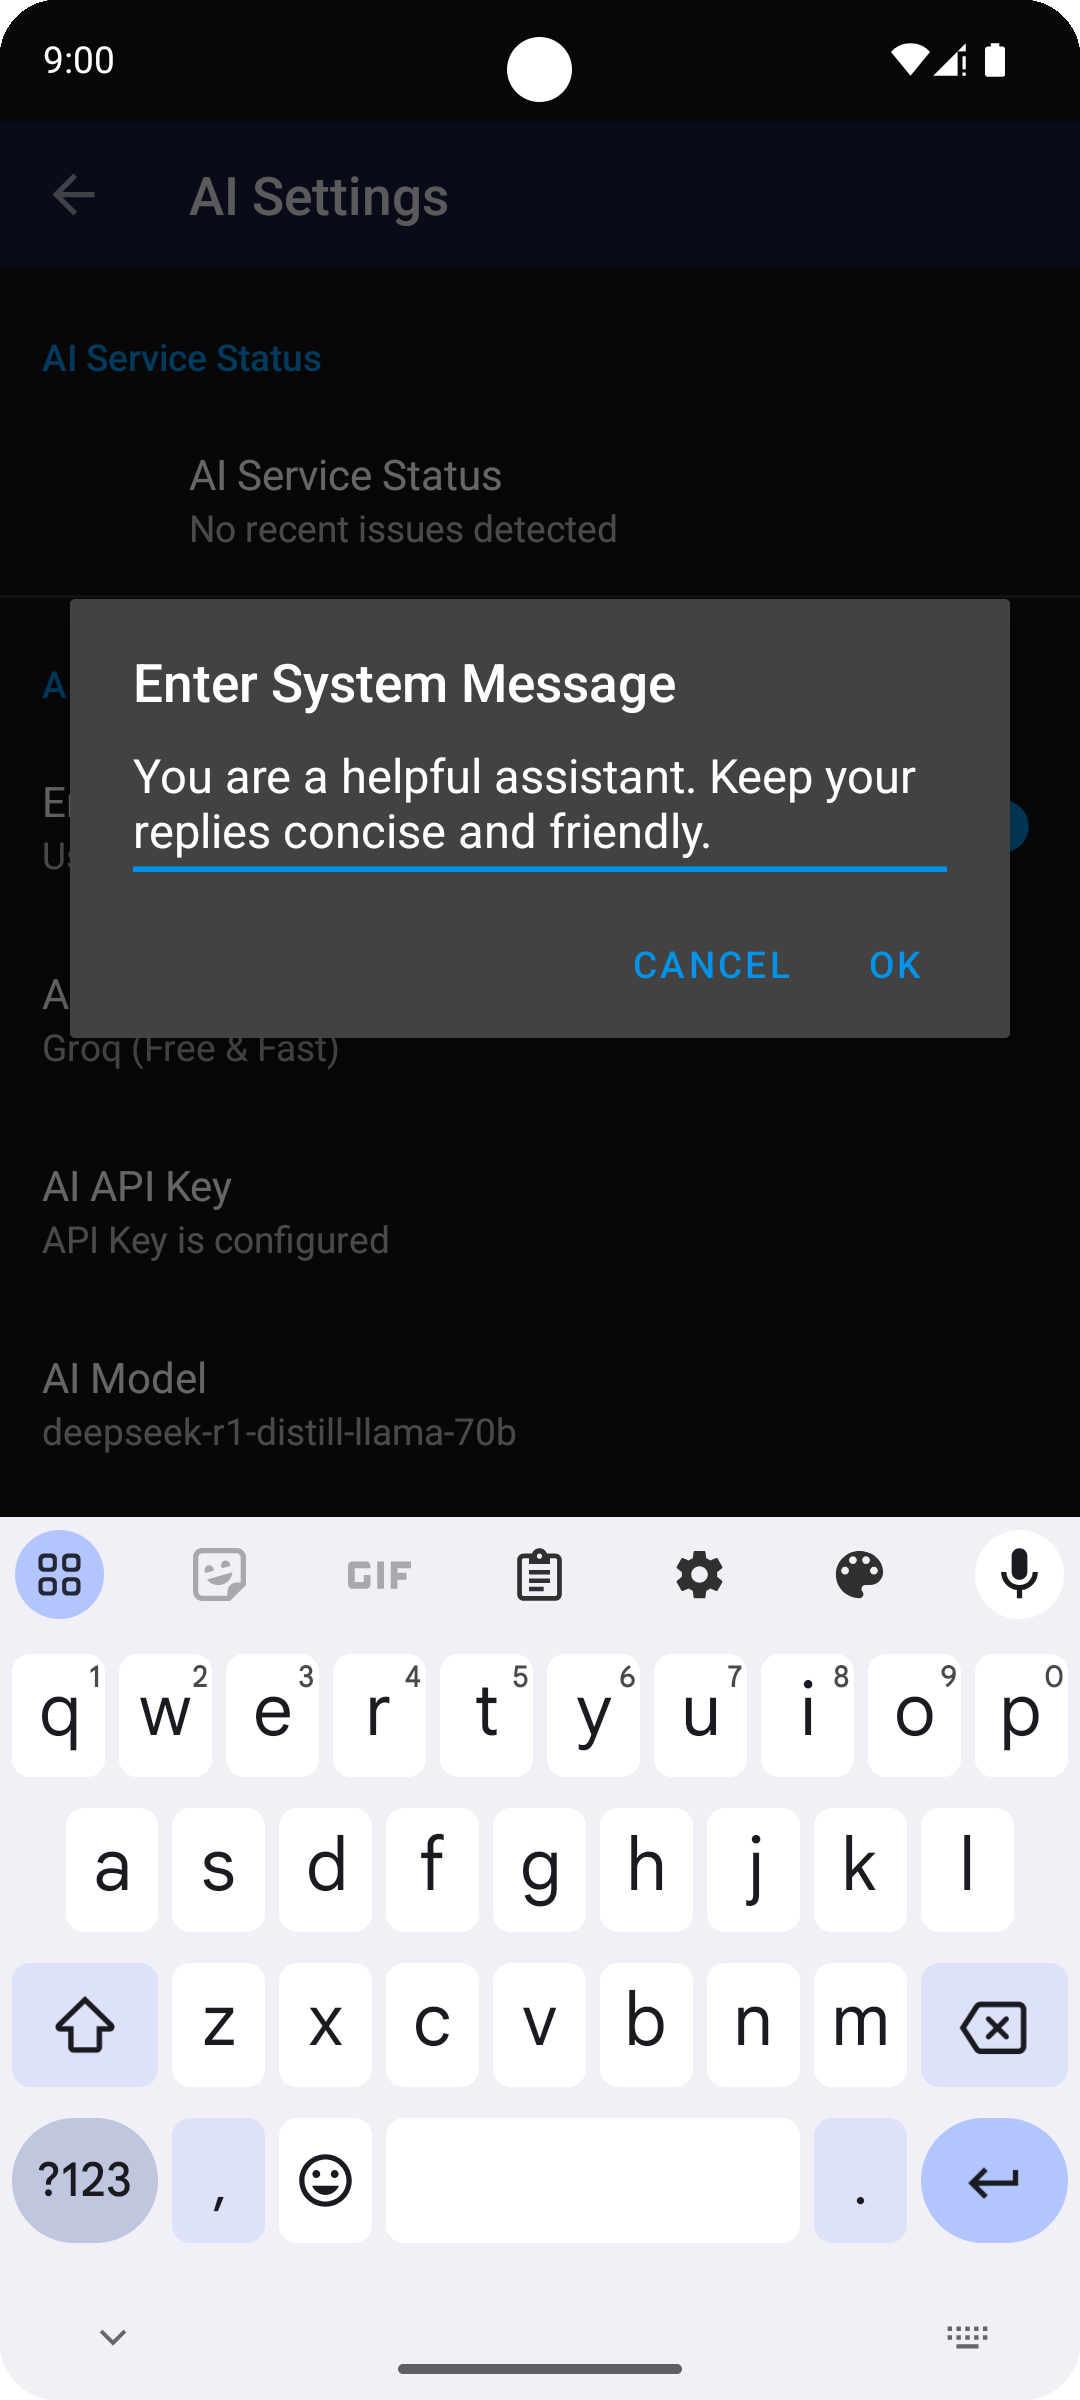 9:00
AI Settings
AI Service Status
AI Service Status
No recent issues detected
Enter System Message
You are a helpful assistant. Keep your
replies concise and friendly.
CANCEL OK
Groq (Free & Fast)
AI API Key
API Key is configured
AI Model
deepseek-r1-distill-llama-70b
GIF
1 2 3 4 5 6 7 8 9 0
q w e r t y u i o p
a s d f g h j k l
z x c v b n m
?123 , .